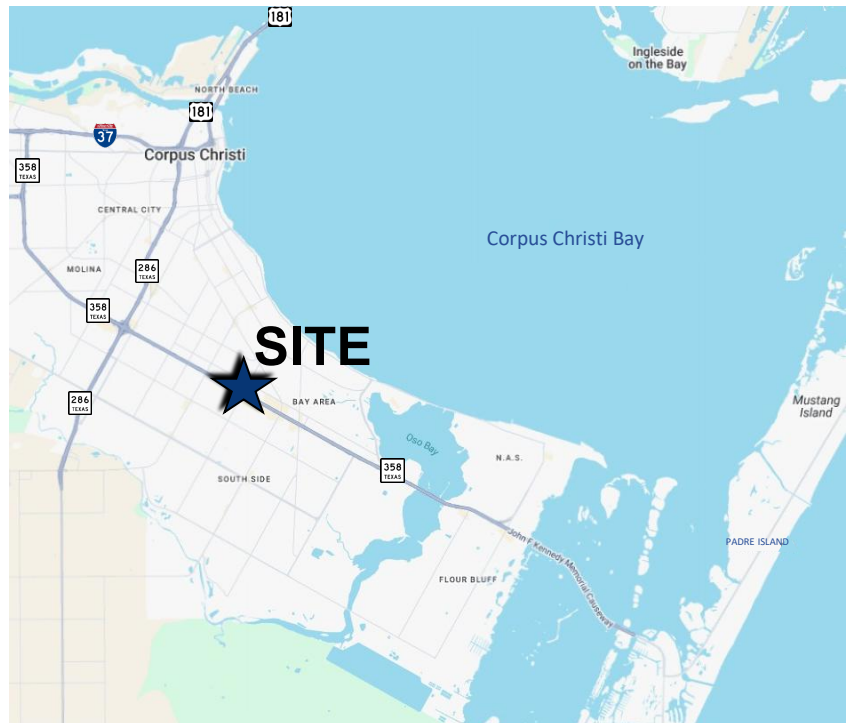 181
Ingleside
on the Bay
NORTH BEACH
181
INTERSTATE
37
Corpus Christi
358
TEXAS
CENTRAL CITY
Corpus Christi Bay
MOLINA
286
TEXAS
358
TEXAS
SITE
286
TEXAS
BAY AREA
Mustang
Island
Oso Bay
N.A.S.
358
TEXAS
SOUTH SIDE
John F Kennedy Memorial Causeway
PADRE ISLAND
FLOUR BLUFF